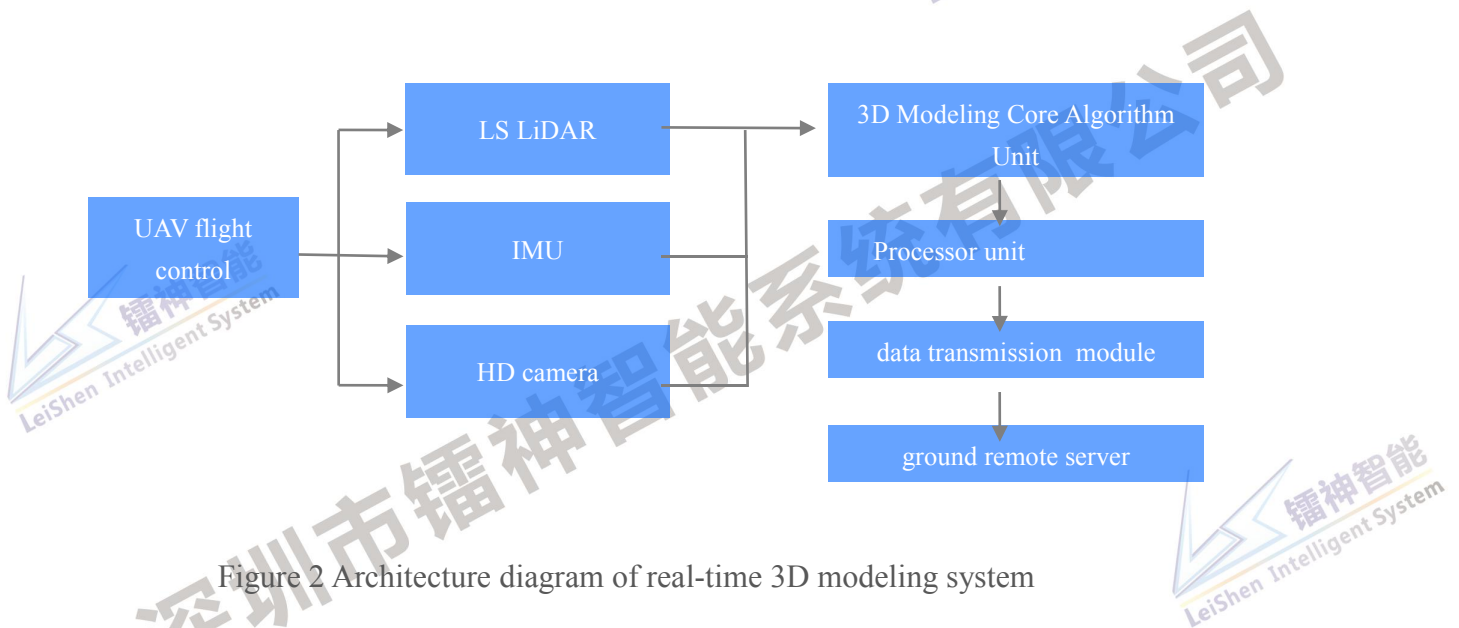 LS LiDAR
3D Modeling Core Algorithm
Unit
UAV flight
control
IMU
Processor unit
HD camera
data transmission  module
ground remote server
Figure 2 Architecture diagram of real-time 3D modeling system
深圳市镭神智能系统有限公司
镭神智能
LeiShen Intelligent System
镭神智能
LeiShen Intelligent System